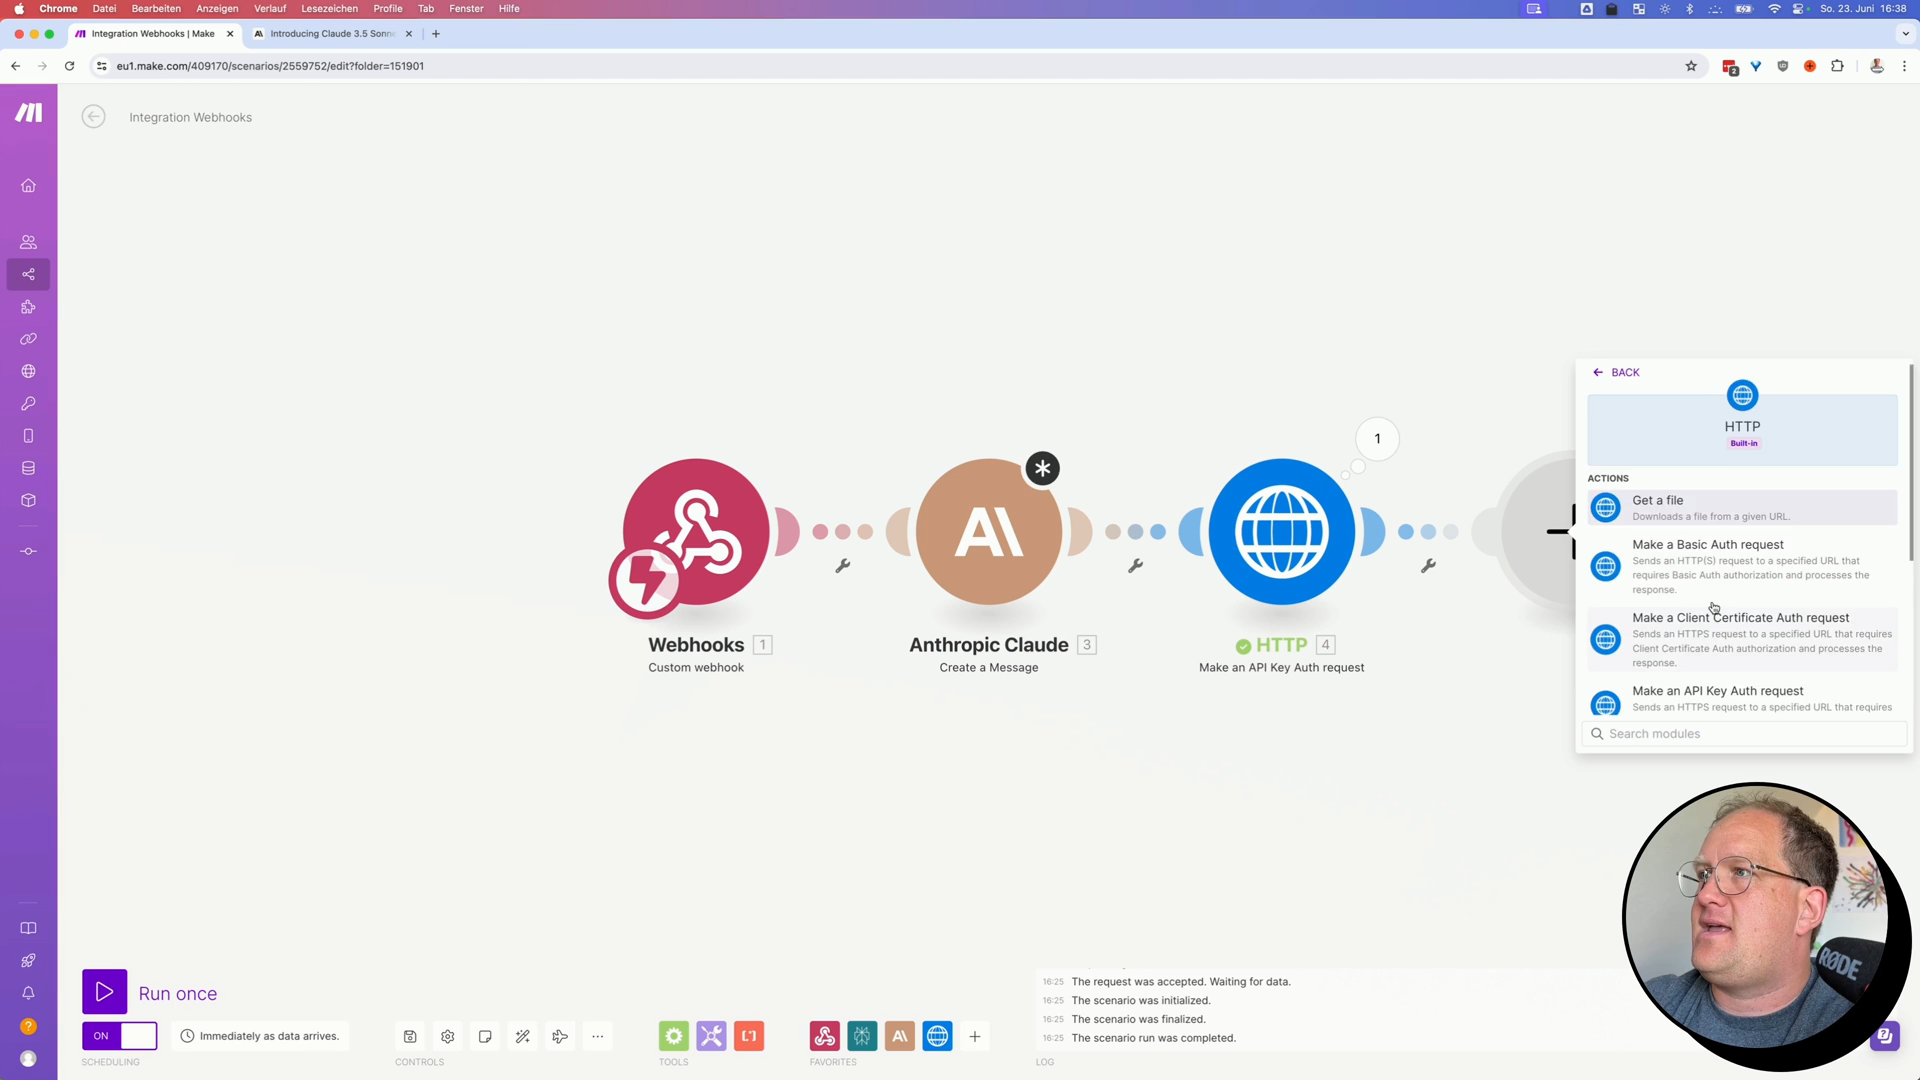 Chrome Datei Bearbeiten Anzeigen Verlauf Lesezeichen Profile Tab Fenster Hilfe So. 23. Juni 16:38
Integration Webhooks | Make Introducing Claude 3.5 Sonne
eu1.make.com/409170/scenarios/2559752/edit?folder=151901
2
Integration Webhooks
BACK
HTTP
Built-in
ACTIONS
Get a file
Downloads a file from a given URL.
Make a Basic Auth request
Sends an HTTP(S) request to a specified URL that
requires Basic Auth authorization and processes the
response.
Make a Client Certificate Auth request
Sends an HTTPS request to a specified URL that requires
Client Certificate Auth authorization and processes the
response.
Make an API Key Auth request
Sends an HTTPS request to a specified URL that requires
Search modules
1
Webhooks 1
Custom webhook
Anthropic Claude 3
Create a Message
HTTP 4
Make an API Key Auth request
Run once
ON
Immediately as data arrives.
SCHEDULING
CONTROLS
TOOLS
FAVORITES
16:25 The request was accepted. Waiting for data.
16:25 The scenario was initialized.
16:25 The scenario was finalized.
16:25 The scenario run was completed.
LOG
RØDE